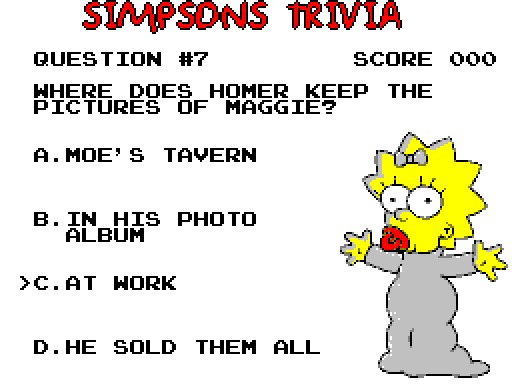 SIMPSONS TRIVIA
QUESTION #7 SCORE 000
WHERE DOES HOMER KEEP THE
PICTURES OF MAGGIE?
A.MOE'S TAVERN
B.IN HIS PHOTO
ALBUM
>C.AT WORK
D.HE SOLD THEM ALL